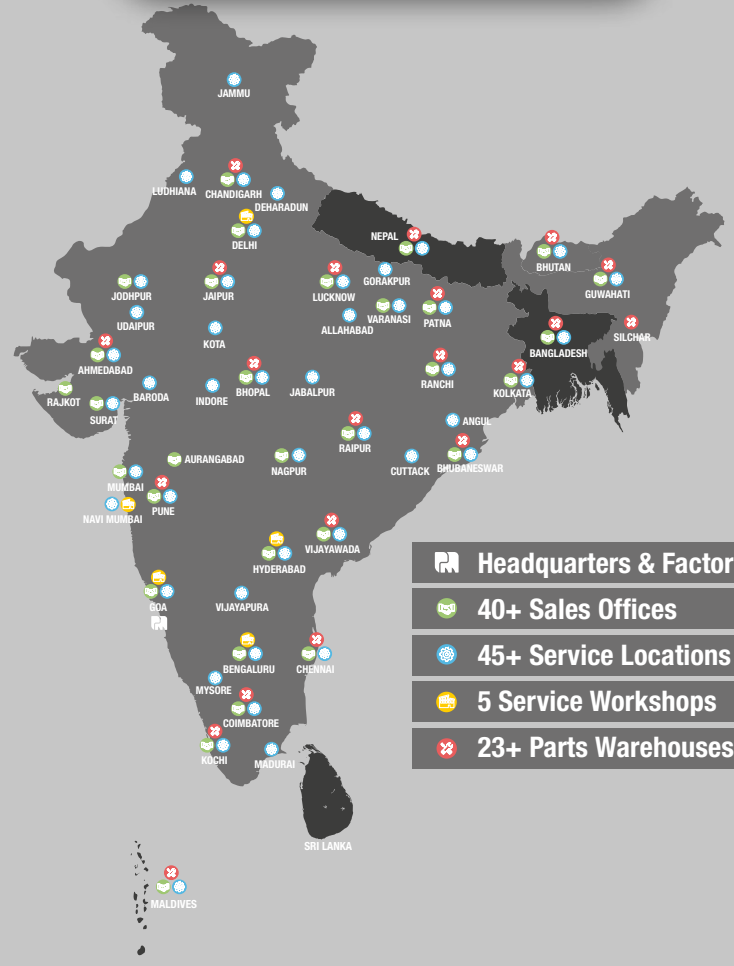 JAMMU
LUDHIANA
CHANDIGARH
DEHARADUN
DELHI
NEPAL
BHUTAN
GORAKPUR
GUWAHATI
JODHPUR
JAIPUR
LUCKNOW
UDAIPUR
ALLAHABAD
VARANASI
PATNA
KOTA
SILCHAR
BANGLADESH
AHMEDABAD
RANCHI
KOLKATA
RAJKOT
BARODA
INDORE
BHOPAL
JABALPUR
SURAT
ANGUL
RAIPUR
AURANGABAD
NAGPUR
CUTTACK
BHUBANESWAR
MUMBAI
PUNE
NAVI MUMBAI
VIJAYAWADA
HYDERABAD
GOA
VIJAYAPURA
BENGALURU
CHENNAI
MYSORE
COIMBATORE
KOCHI
MADURAI
SRI LANKA
MALDIVES
Headquarters & Factor
40+ Sales Offices
45+ Service Locations
5 Service Workshops
23+ Parts Warehouses